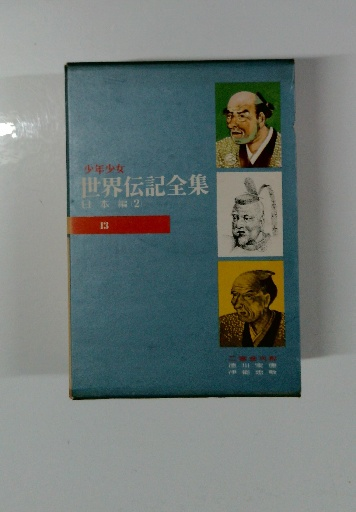 少年少女
世界伝記全集
日本編(2)
13
二宮尊徳
徳川家康
伊能忠敬